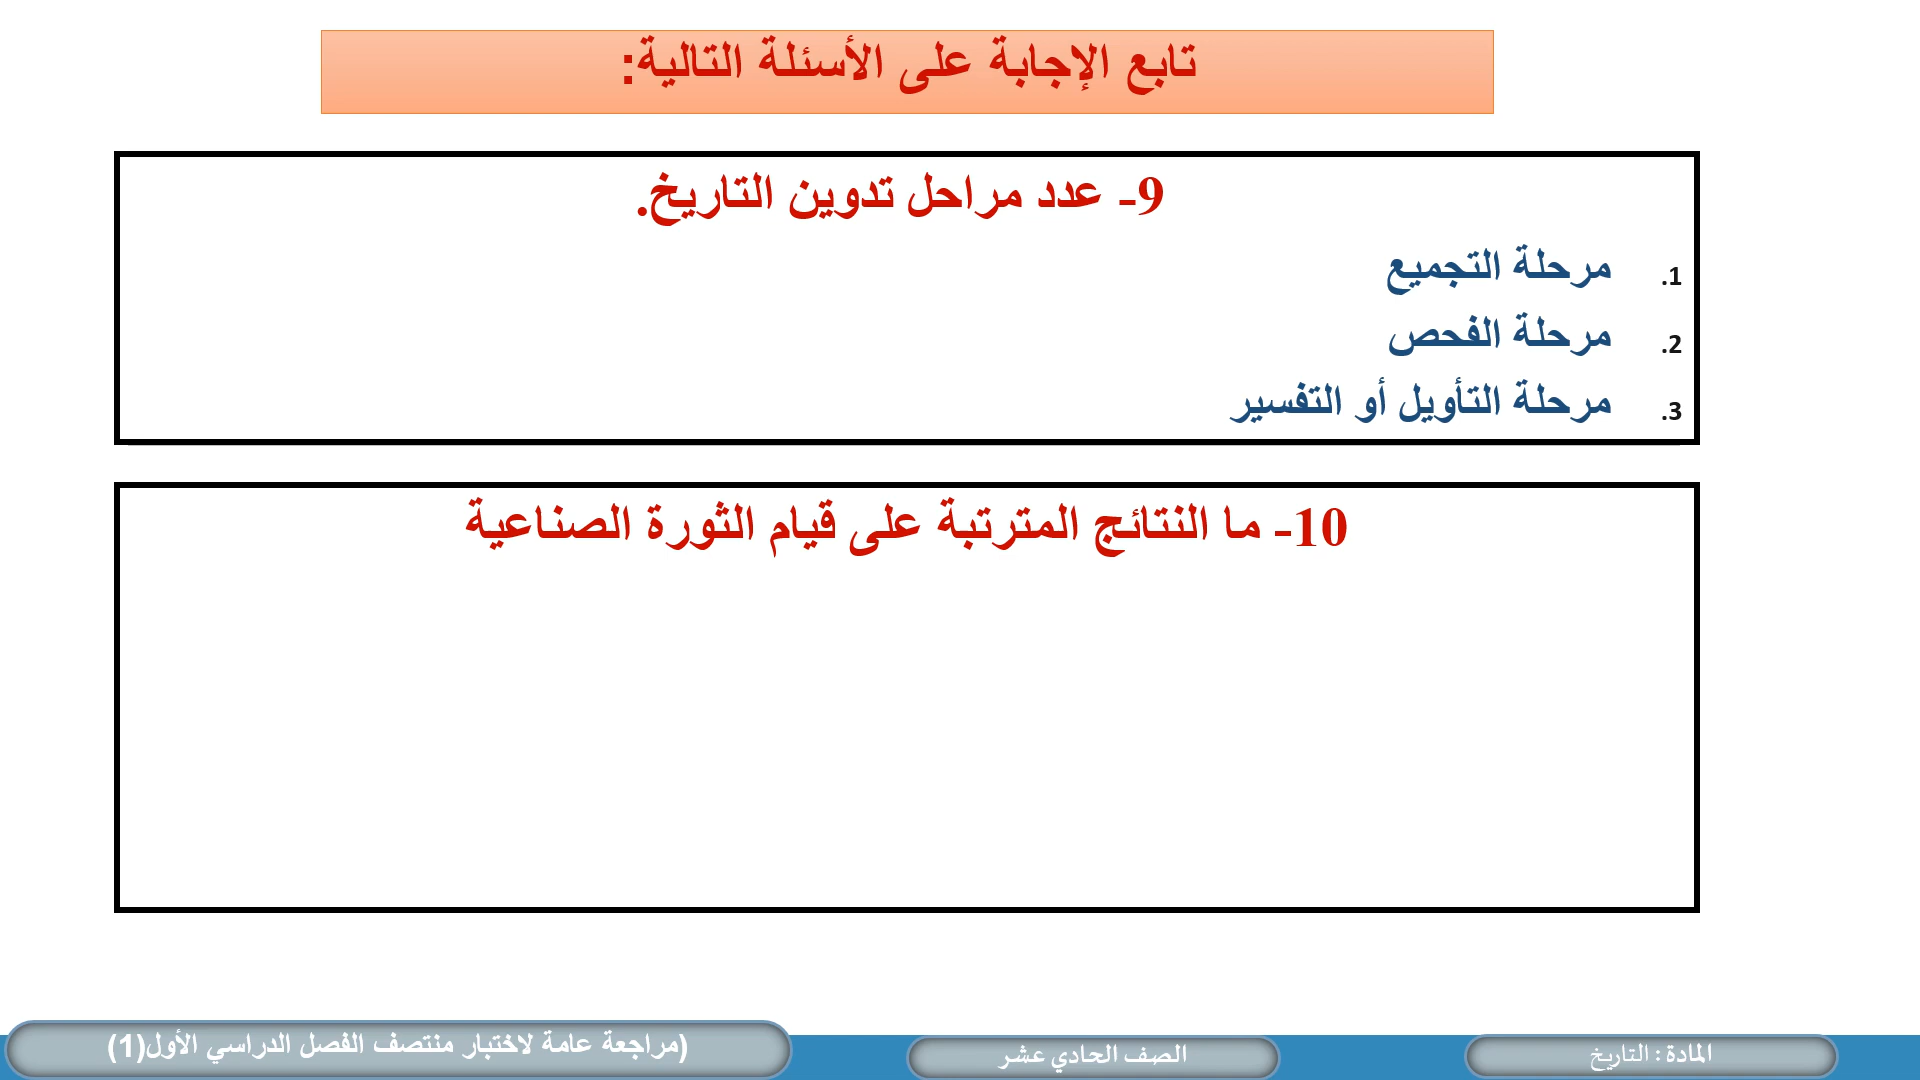 تابع الإجابة على الأسئلة التالية:
9- عدد مراحل تدوين التاريخ.
1. مرحلة التجميع
2. مرحلة الفحص
3. مرحلة التأويل أو التفسير
10- ما النتائج المترتبة على قيام الثورة الصناعية
المادة : التاريخ
الصف الحادي عشر
(مراجعة عامة لاختبار منتصف الفصل الدراسي الأول(1)